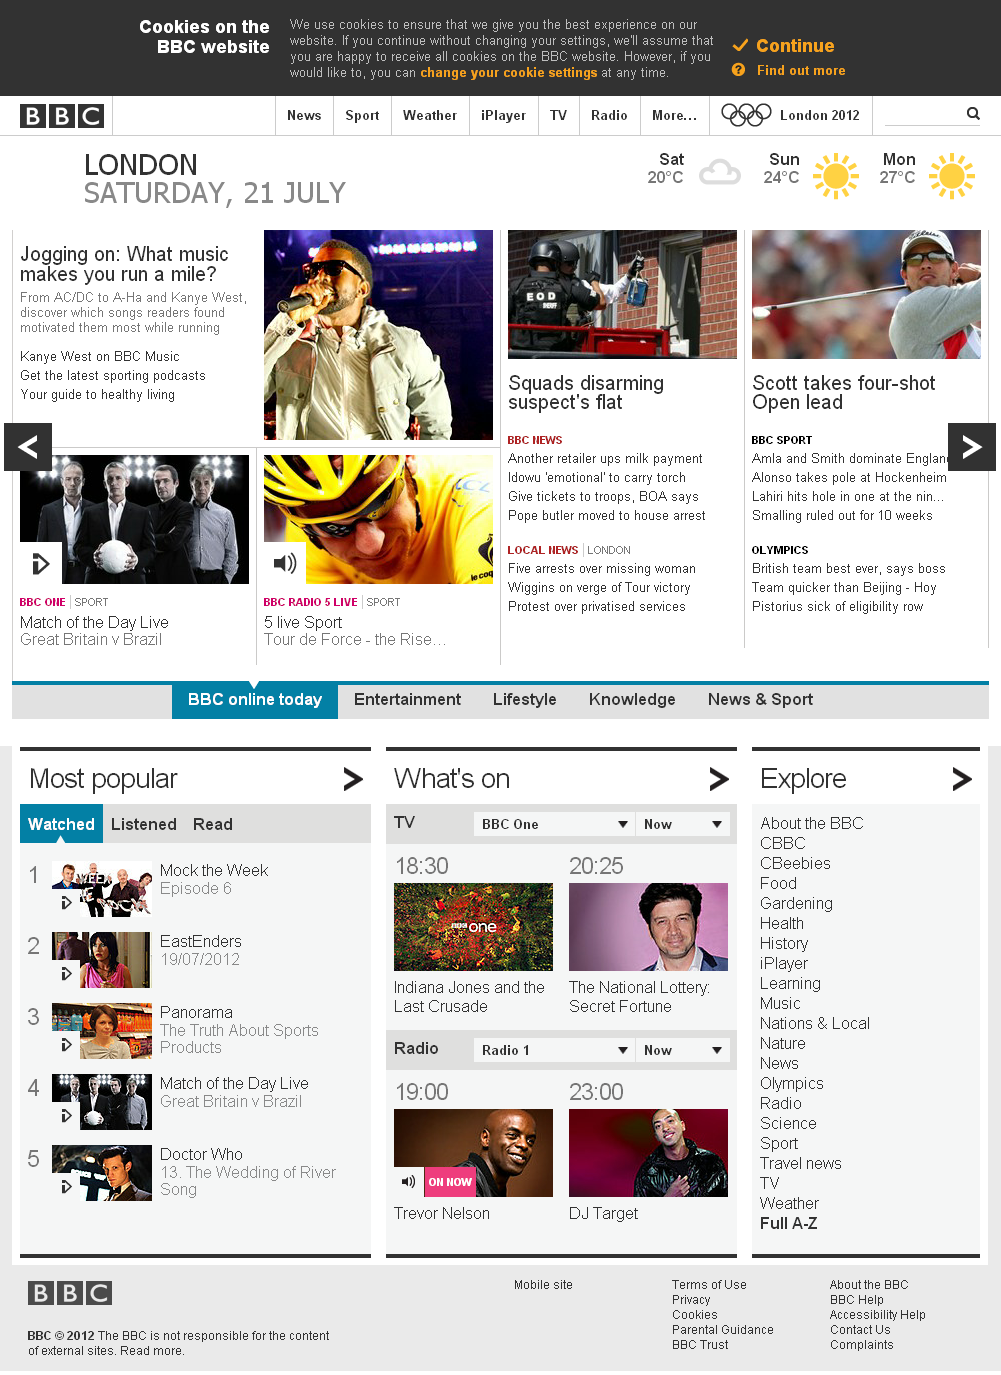 Cookies on the
BBC website
We use cookies to ensure that we give you the best experience on our
website. If you continue without changing your settings, we'll assume that
you are happy to receive all cookies on the BBC website. However, if you
would like to, you can change your cookie settings at any time.
Continue
Find out more
BBC
News
Sport
Weather
iPlayer
TV
Radio
More...
London 2012
LONDON
SATURDAY, 21 JULY
Sat
20°C
Sun
24°C
Mon
27°C
Jogging on: What music
makes you run a mile?
From AC/DC to A-Ha and Kanye West,
discover which songs readers found
motivated them most while running
Kanye West on BBC Music
Get the latest sporting podcasts
Your guide to healthy living
BBC ONE | SPORT
Match of the Day Live
Great Britain v Brazil
CL
le coq
BBC RADIO 5 LIVE | SPORT
5 live Sport
Tour de Force - the Rise...
EOD
SHERIFF
Squads disarming
suspect's flat
BBC NEWS
Another retailer ups milk payment
Idowu 'emotional' to carry torch
Give tickets to troops, BOA says
Pope butler moved to house arrest
LOCAL NEWS | LONDON
Five arrests over missing woman
Wiggins on verge of Tour victory
Protest over privatised services
Scott takes four-shot
Open lead
BBC SPORT
Amla and Smith dominate England
Alonso takes pole at Hockenheim
Lahiri hits hole in one at the nin...
Smalling ruled out for 10 weeks
OLYMPICS
British team best ever, says boss
Team quicker than Beijing - Hoy
Pistorius sick of eligibility row
BBC online today
Entertainment
Lifestyle
Knowledge
News & Sport
Most popular
Watched
Listened
Read
1
Mock the Week
Episode 6
2
EastEnders
19/07/2012
3
Panorama
The Truth About Sports
Products
4
Match of the Day Live
Great Britain v Brazil
5
Doctor Who
13. The Wedding of River
Song
What's on
TV
BBC One
Now
18:30
BBC one
Indiana Jones and the
Last Crusade
20:25
The National Lottery:
Secret Fortune
Radio
Radio 1
Now
19:00
ON NOW
Trevor Nelson
23:00
DJ Target
Explore
About the BBC
CBBC
CBeebies
Food
Gardening
Health
History
iPlayer
Learning
Music
Nations & Local
Nature
News
Olympics
Radio
Science
Sport
Travel news
TV
Weather
Full A-Z
BBC
BBC © 2012 The BBC is not responsible for the content
of external sites. Read more.
Mobile site
Terms of Use
Privacy
Cookies
Parental Guidance
BBC Trust
About the BBC
BBC Help
Accessibility Help
Contact Us
Complaints